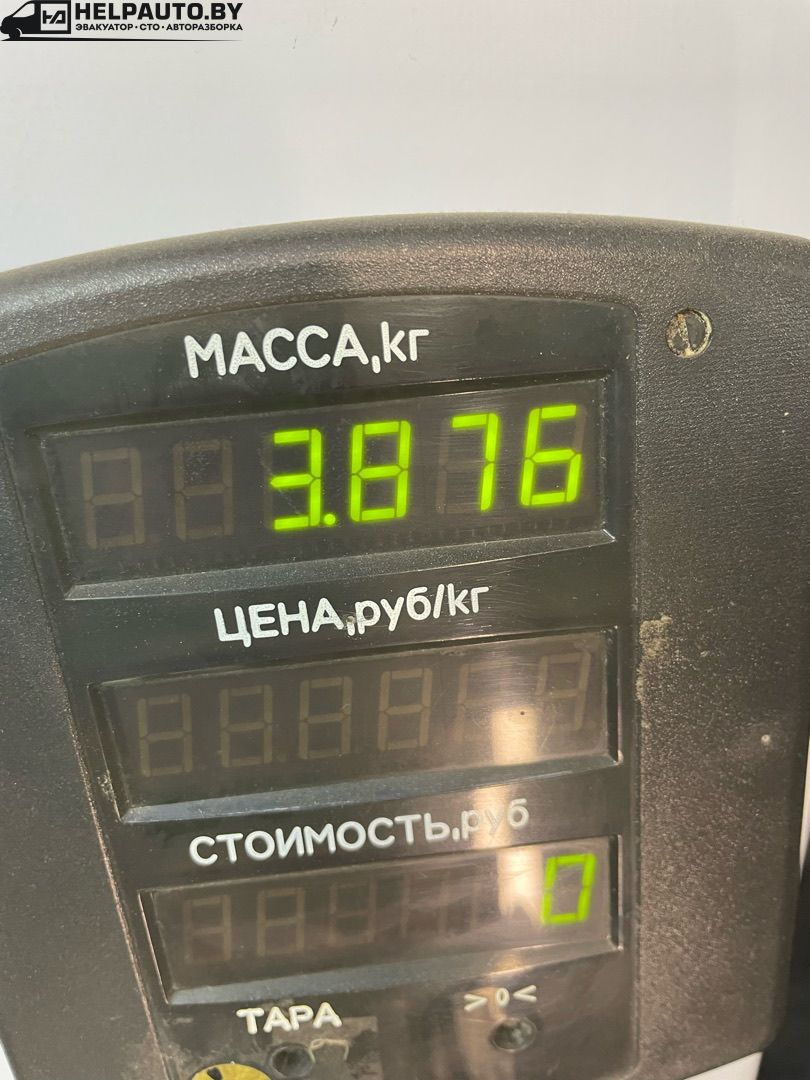 HELPAUTO.BY
ЭВАКУАТОР•СТО•АВТОРАЗБОРКА
МАССА,кг
3.876
ЦЕНА,руб/кг
СТОИМОСТЬ,руб
0
ТАРА
>0<